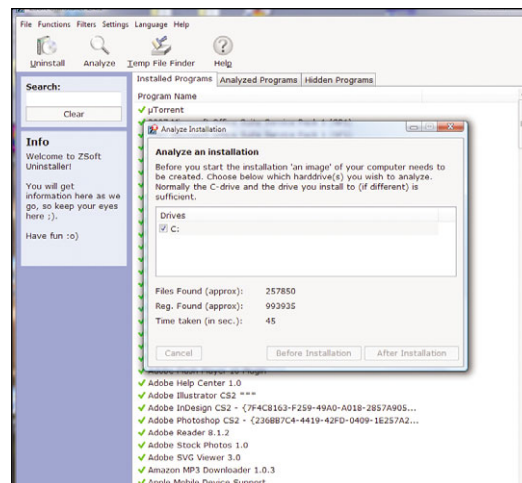 File Functions Filters Settings Language Help
Uninstall Analyze Temp File Finder Help
Search:
Clear
Info
Welcome to ZSoft
Uninstaller!
You will get
information here as we
go, so keep your eyes
here ;).
Have fun :o)
Installed Programs Analyzed Programs Hidden Programs
Program Name
µTorrent
Analyze Installation
Analyze an installation
Before you start the installation 'an image' of your computer needs to
be created. Choose below which harddrive(s) you wish to analyze.
Normally the C-drive and the drive you install to (if different) is
sufficient.
Drives
C:
Files Found (approx): 257850
Reg. Found (approx): 993935
Time taken (in sec.): 45
Cancel Before Installation After Installation
Adobe Help Center 1.0
Adobe Illustrator CS2 """
Adobe InDesign CS2 - {7F4C8163-F259-49A0-A018-2857A905...
Adobe Photoshop CS2 - {236BB7C4-4419-42FD-0409-1E257A2...
Adobe Reader 8.1.2
Adobe Stock Photos 1.0
Adobe SVG Viewer 3.0
Amazon MP3 Downloader 1.0.3
Apple Mobile Device Support